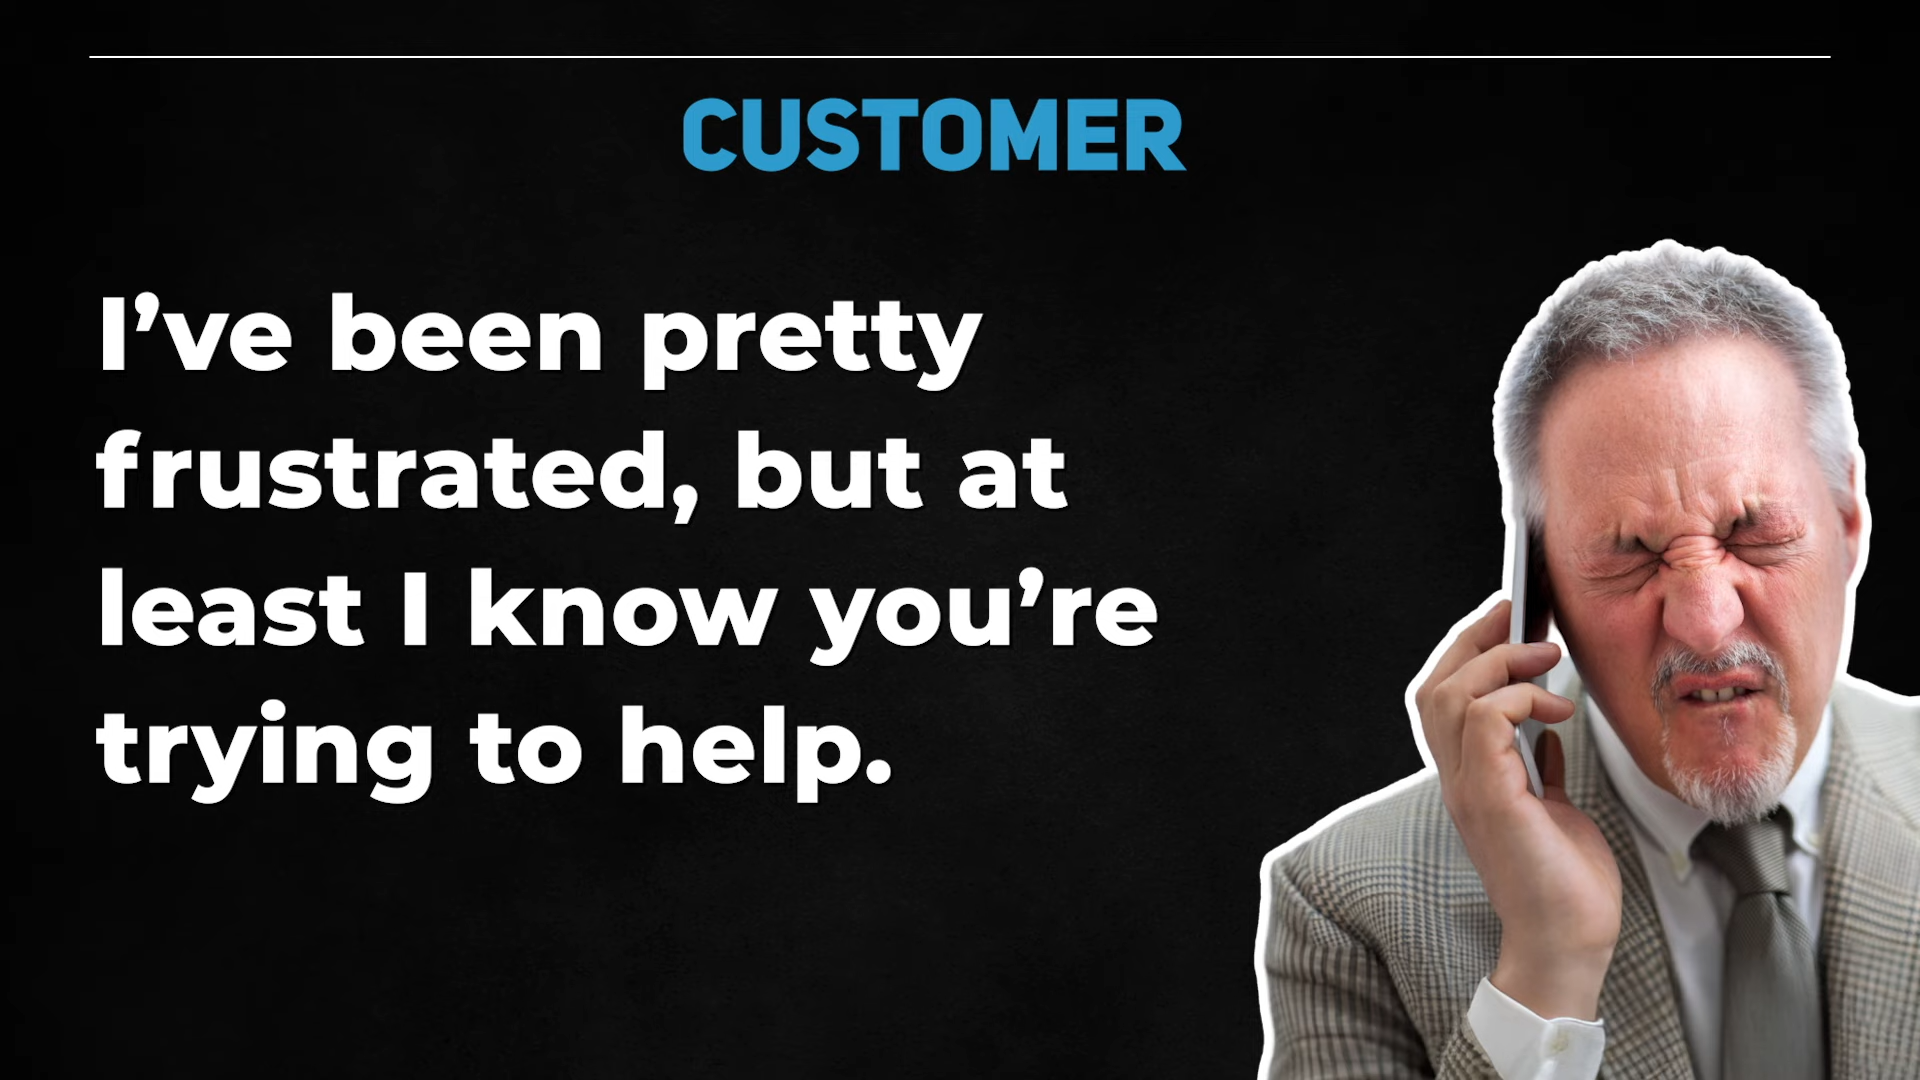 CUSTOMER
I’ve been pretty
frustrated, but at
least I know you’re
trying to help.